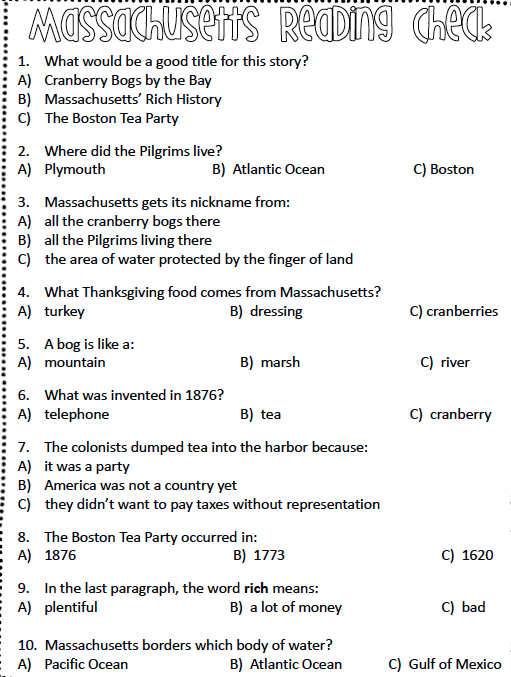 Massachusetts Reading Check
1. What would be a good title for this story?
A) Cranberry Bogs by the Bay
B) Massachusetts’ Rich History
C) The Boston Tea Party
2. Where did the Pilgrims live?
A) Plymouth B) Atlantic Ocean C) Boston
3. Massachusetts gets its nickname from:
A) all the cranberry bogs there
B) all the Pilgrims living there
C) the area of water protected by the finger of land
4. What Thanksgiving food comes from Massachusetts?
A) turkey B) dressing C) cranberries
5. A bog is like a:
A) mountain B) marsh C) river
6. What was invented in 1876?
A) telephone B) tea C) cranberry
7. The colonists dumped tea into the harbor because:
A) it was a party
B) America was not a country yet
C) they didn’t want to pay taxes without representation
8. The Boston Tea Party occurred in:
A) 1876 B) 1773 C) 1620
9. In the last paragraph, the word rich means:
A) plentiful B) a lot of money C) bad
10. Massachusetts borders which body of water?
A) Pacific Ocean B) Atlantic Ocean C) Gulf of Mexico